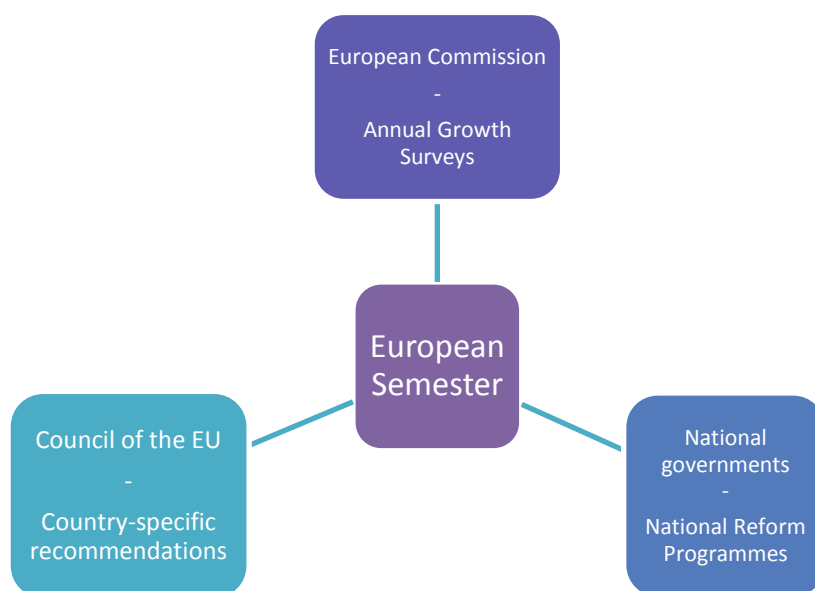 European Commission
-
Annual Growth
Surveys
European
Semester
Council of the EU
-
Country-specific
recommendations
National
governments
-
National Reform
Programmes